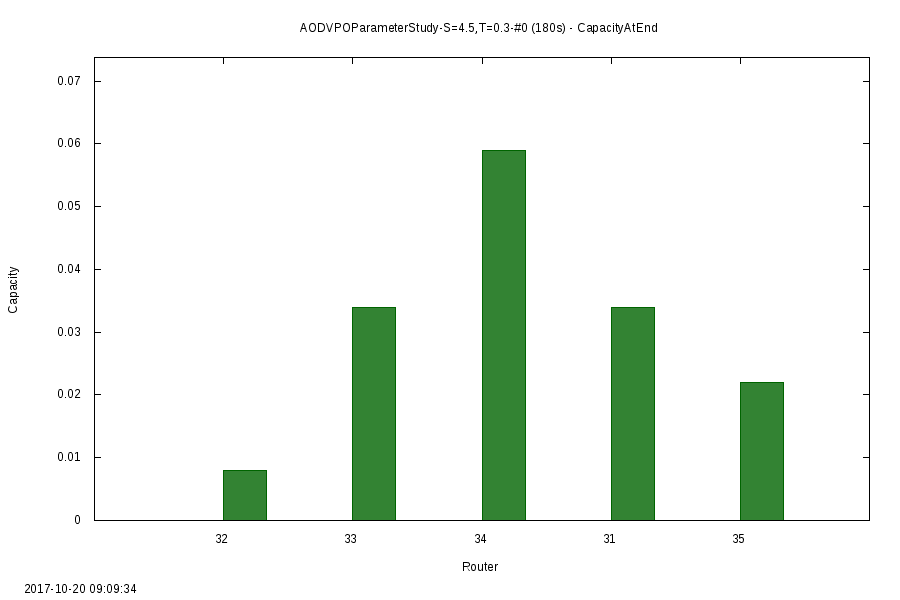 AODVPOParameterStudy-S=4.5,T=0.3-#0 (180s) - CapacityAtEnd
0.07
0.06
0.05
0.04
0.03
0.02
0.01
0
Capacity
32 33 34 31 35
Router
2017-10-20 09:09:34